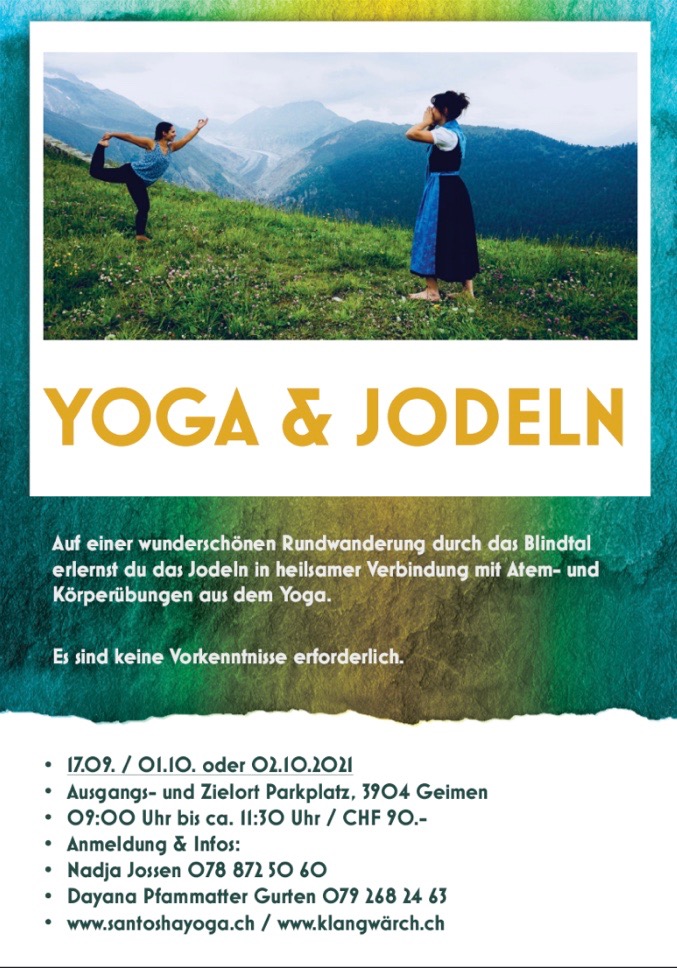 YOGA & JODELN
Auf einer wunderschönen Rundwanderung durch das Blindtal
erlernst du das Jodeln in heilsamer Verbindung mit Atem- und
Körperübungen aus dem Yoga.
Es sind keine Vorkenntnisse erforderlich.
• 17.09. / 01.10. oder 02.10.2021
• Ausgangs- und Zielort Parkplatz, 3904 Geimen
• 09:00 Uhr bis ca. 11:30 Uhr / CHF 90.-
• Anmeldung & Infos:
• Nadja Jossen 078 872 50 60
• Dayana Pfammatter Gurten 079 268 24 63
• www.santoshayoga.ch / www.klangwärch.ch